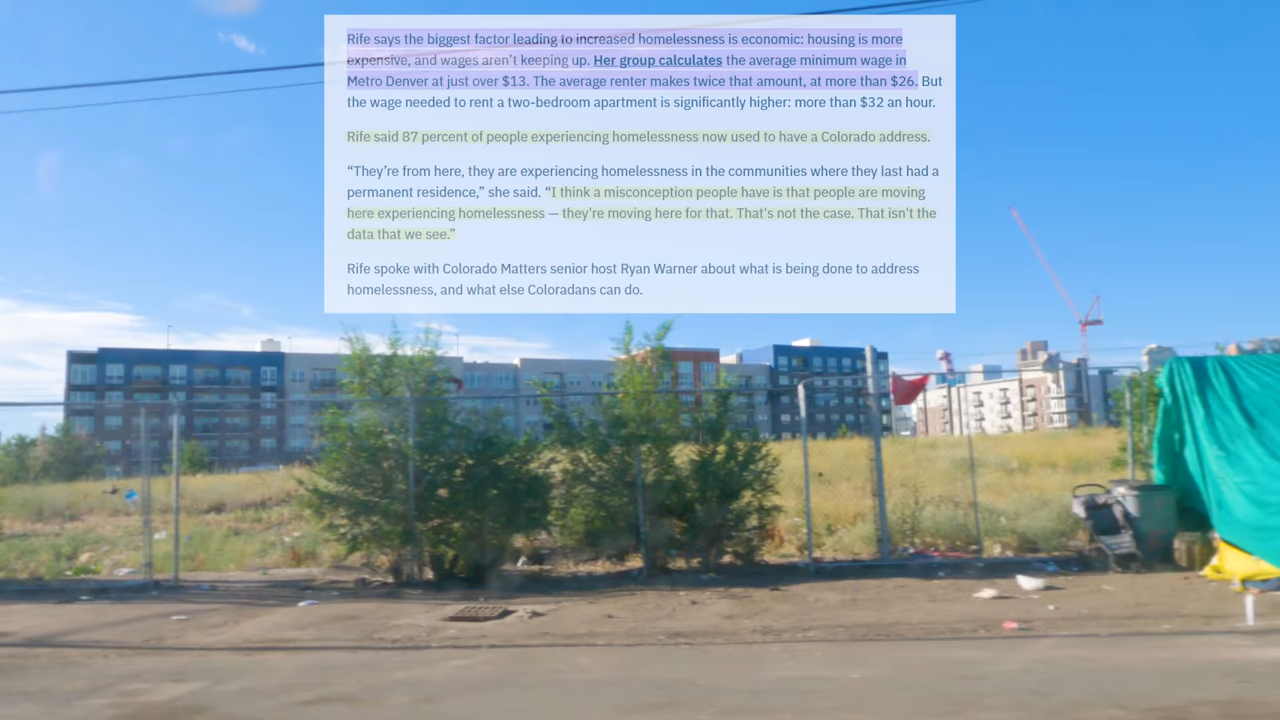 Rife says the biggest factor leading to increased homelessness is economic: housing is more
expensive, and wages aren’t keeping up. Her group calculates the average minimum wage in
Metro Denver at just over $13. The average renter makes twice that amount, at more than $26. But
the wage needed to rent a two-bedroom apartment is significantly higher: more than $32 an hour.
Rife said 87 percent of people experiencing homelessness now used to have a Colorado address.
“They’re from here, they are experiencing homelessness in the communities where they last had a
permanent residence,” she said. “I think a misconception people have is that people are moving
here experiencing homelessness — they're moving here for that. That's not the case. That isn't the
data that we see.”
Rife spoke with Colorado Matters senior host Ryan Warner about what is being done to address
homelessness, and what else Coloradans can do.